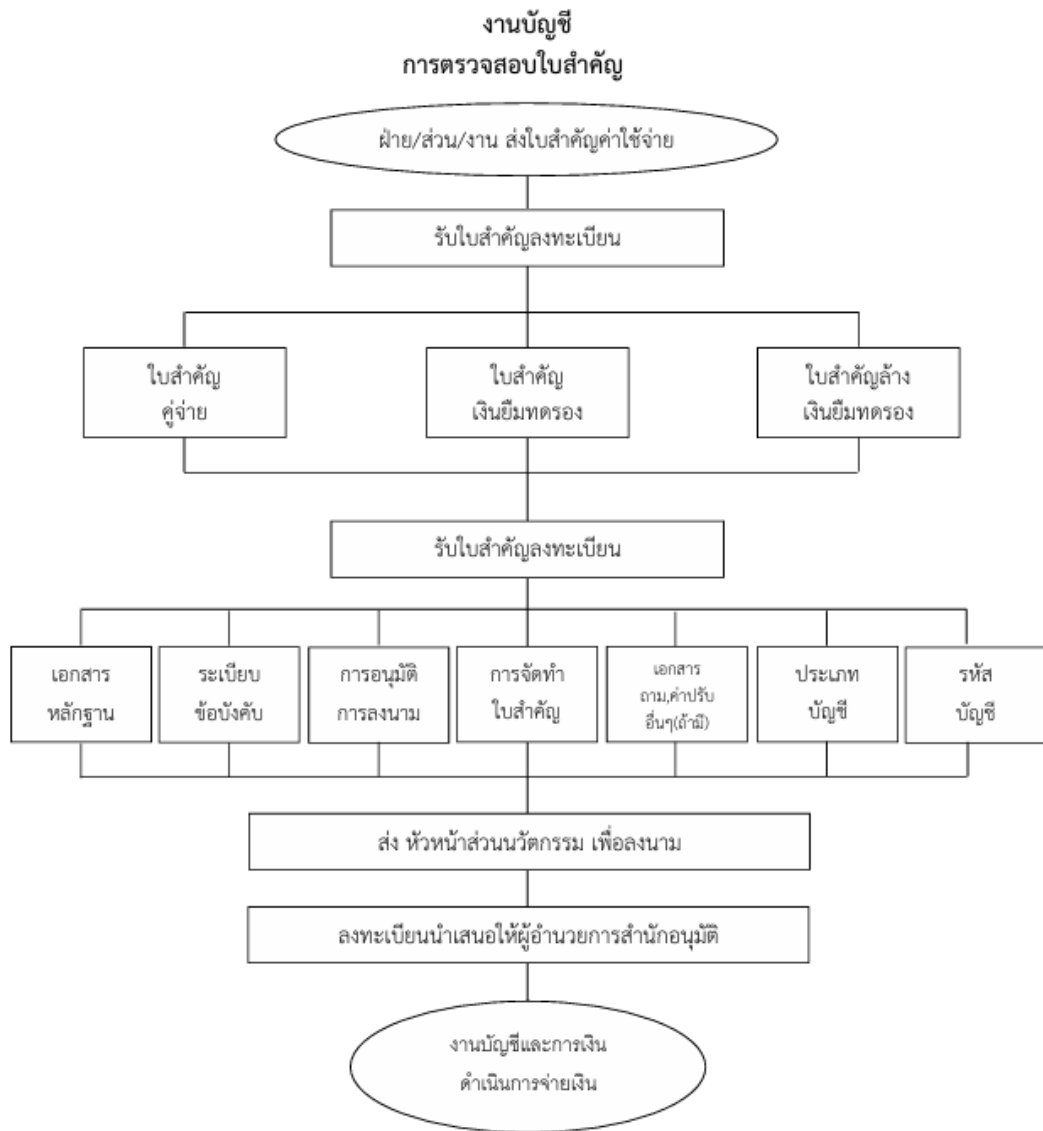 งานบัญชี
การตรวจสอบใบสำคัญ
ฝ่าย/ส่วน/งาน ส่งใบสำคัญค่าใช้จ่าย
รับใบสำคัญลงทะเบียน
ใบสำคัญ
คู่จ่าย
ใบสำคัญ
เงินยืมทดรอง
ใบสำคัญล้าง
เงินยืมทดรอง
รับใบสำคัญลงทะเบียน
เอกสาร
หลักฐาน
ระเบียบ
ข้อบังคับ
การอนุมัติ
การลงนาม
การจัดทำ
ใบสำคัญ
เอกสาร
ถาม,ค่าปรับ
อื่นๆ(ถ้ามี)
ประเภท
บัญชี
รหัส
บัญชี
ส่ง หัวหน้าส่วนนวัตกรรม เพื่อลงนาม
ลงทะเบียนนำเสนอให้ผู้อำนวยการสำนักอนุมัติ
งานบัญชีและการเงิน
ดำเนินการจ่ายเงิน